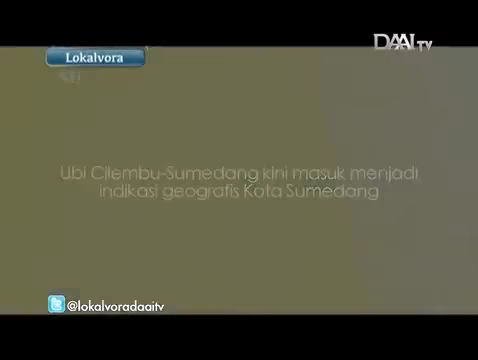 DAAI TV
Lokalvora
Ubi Cilembu-Sumedang kini masuk menjadi
indikasi geografis Kota Sumedang
@lokalvoradaaitv